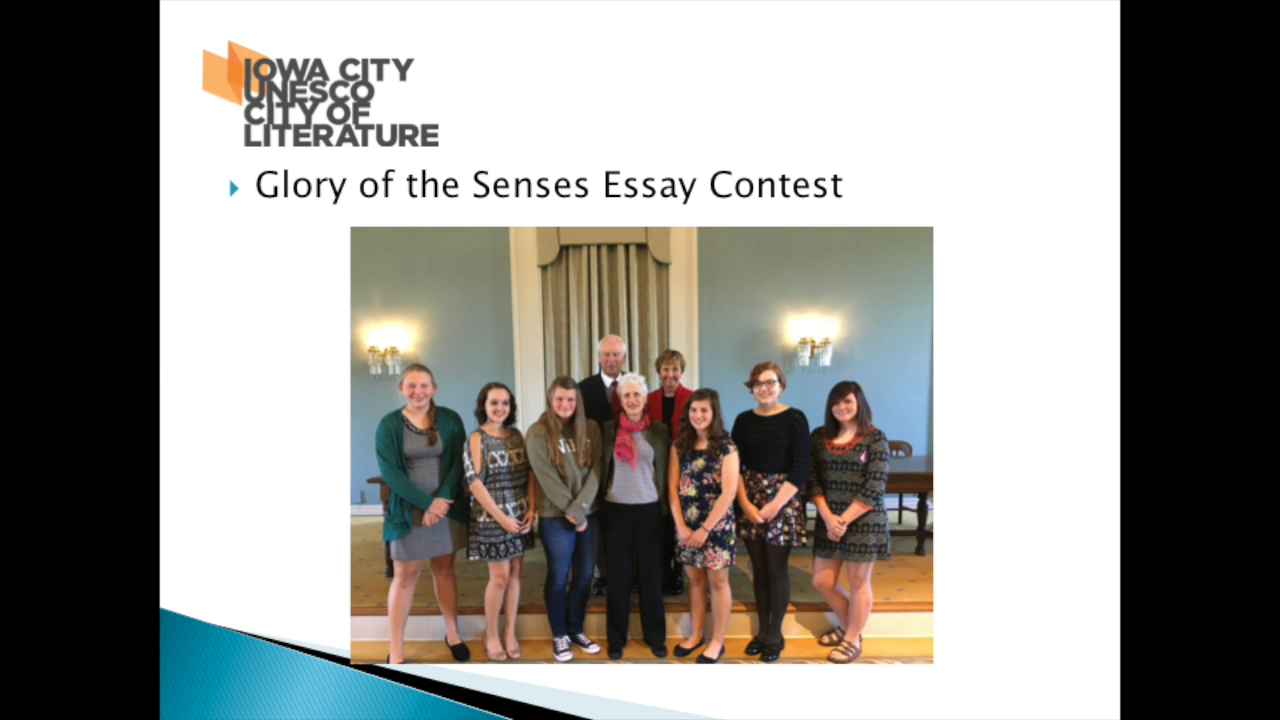 IOWA CITY
UNESCO
CITY OF
LITERATURE
Glory of the Senses Essay Contest